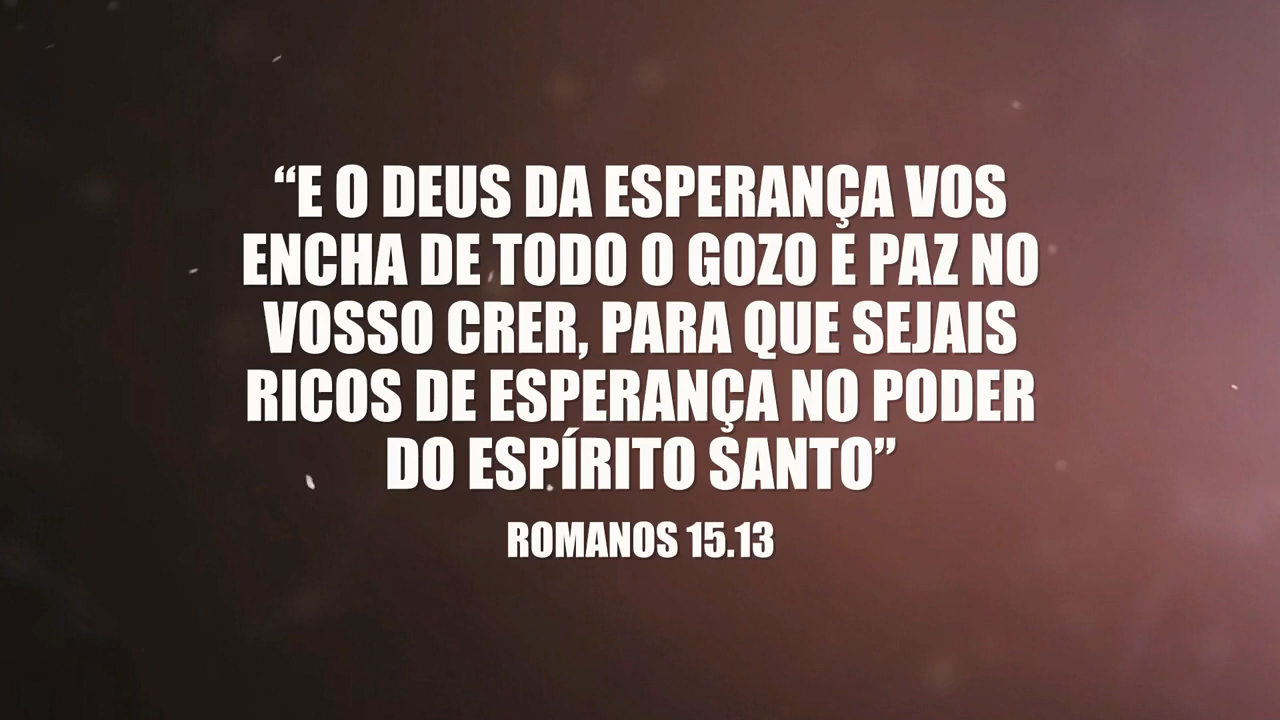 “E O DEUS DA ESPERANÇA VOS
ENCHA DE TODO O GOZO E PAZ NO
VOSSO CRER, PARA QUE SEJAIS
RICOS DE ESPERANÇA NO PODER
DO ESPÍRITO SANTO”
ROMANOS 15.13